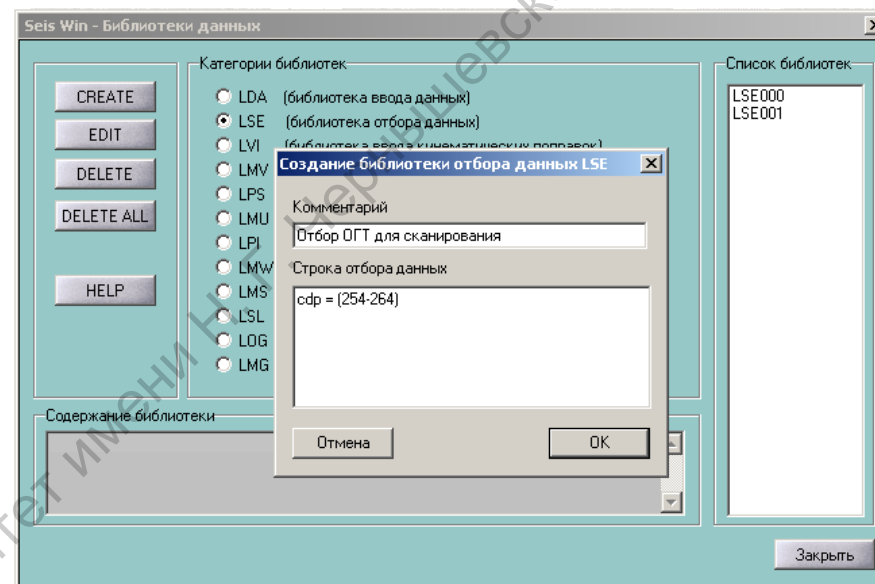 Seis Win - Библиотеки данных
CREATE
EDIT
DELETE
DELETE ALL
HELP
Категории библиотек
LDA (библиотека ввода данных)
LSE (библиотека отбора данных)
LVI (библиотека ввода кинематических поправок)
LMV
LPS
LMU
LPI
LMW
LMS
LSL
LOG
LMG
Список библиотек
LSE000
LSE001
Создание библиотеки отбора данных LSE
Комментарий
Отбор ОГТ для сканирования
Строка отбора данных
cdp = (254-264)
Отмена
OK
Содержание библиотеки
Закрыть
имени Н. Г. Чернышевск